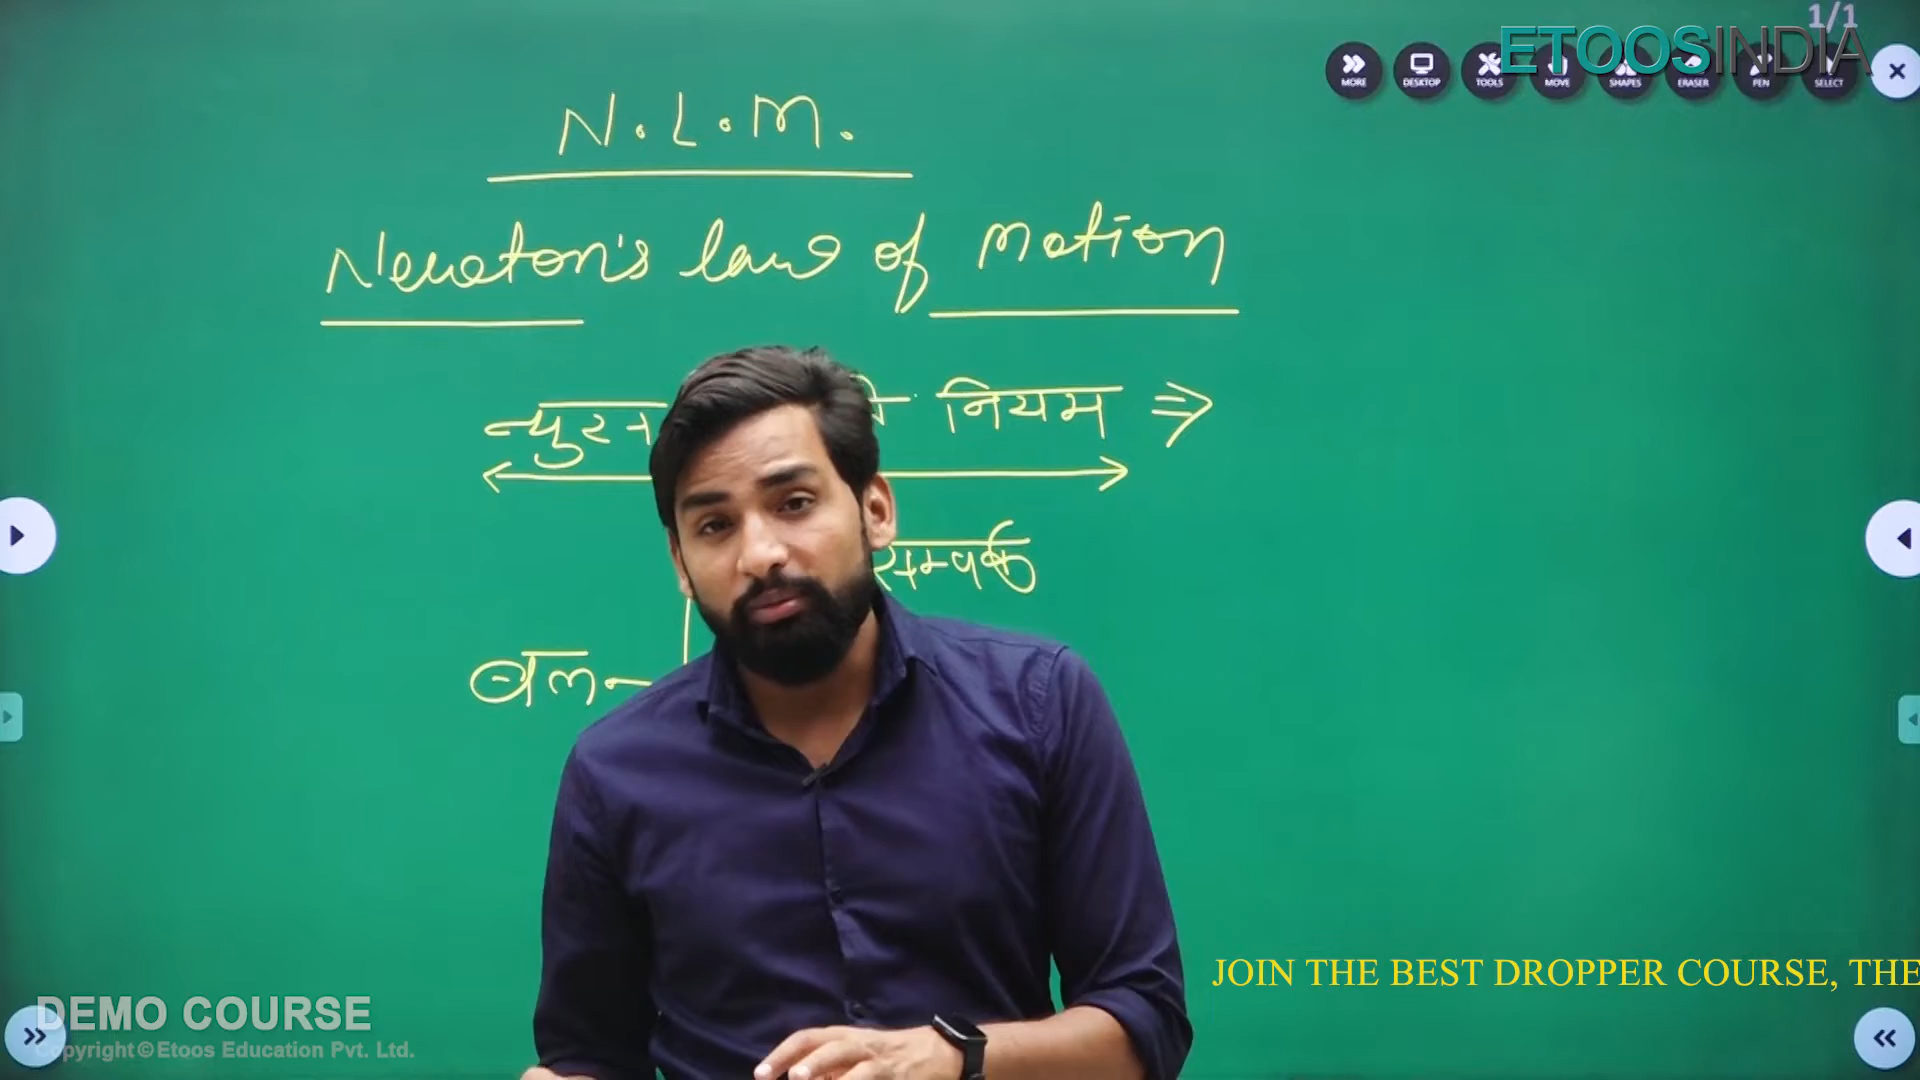 1/1
ETOOSINDIA
MORE DESKTOP TOOLS MOVE SHAPES ERASER PEN SELECT
N.L.M.
Newton's law of motion
नियम ⇒
सम्पर्क
बल
JOIN THE BEST DROPPER COURSE, THE
DEMO COURSE
Copyright © Etoos Education Pvt. Ltd.